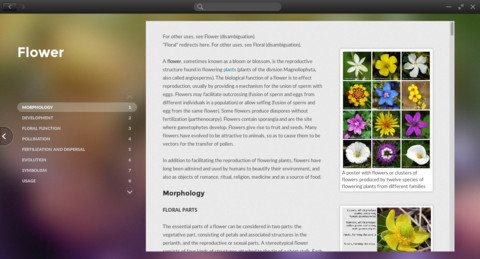 Flower
MORPHOLOGY 1
DEVELOPMENT 2
FLORAL FUNCTION 3
POLLINATION 4
FERTILIZATION AND DISPERSAL 5
EVOLUTION 6
SYMBOLISM 7
USAGE 8
For other uses, see Flower (disambiguation).
"Floral" redirects here. For other uses, see Floral (disambiguation).
A flower, sometimes known as a bloom or blossom, is the reproductive
structure found in flowering plants (plants of the division Magnoliophyta,
also called angiosperms). The biological function of a flower is to effect
reproduction, usually by providing a mechanism for the union of sperm with
eggs. Flowers may facilitate outcrossing (fusion of sperm and eggs from
different individuals in a population) or allow selfing (fusion of sperm and
egg from the same flower). Some flowers produce diaspores without
fertilization (parthenocarpy). Flowers contain sporangia and are the site
where gametophytes develop. Flowers give rise to fruit and seeds. Many
flowers have evolved to be attractive to animals, so as to cause them to be
vectors for the transfer of pollen.
In addition to facilitating the reproduction of flowering plants, flowers have
long been admired and used by humans to beautify their environment, and
also as objects of romance, ritual, religion, medicine and as a source of food.
Morphology
FLORAL PARTS
The essential parts of a flower can be considered in two parts: the
vegetative part, consisting of petals and associated structures in the
perianth, and the reproductive or sexual parts. A stereotypical flower
A poster with flowers or clusters of
flowers produced by twelve species of
flowering plants from different families